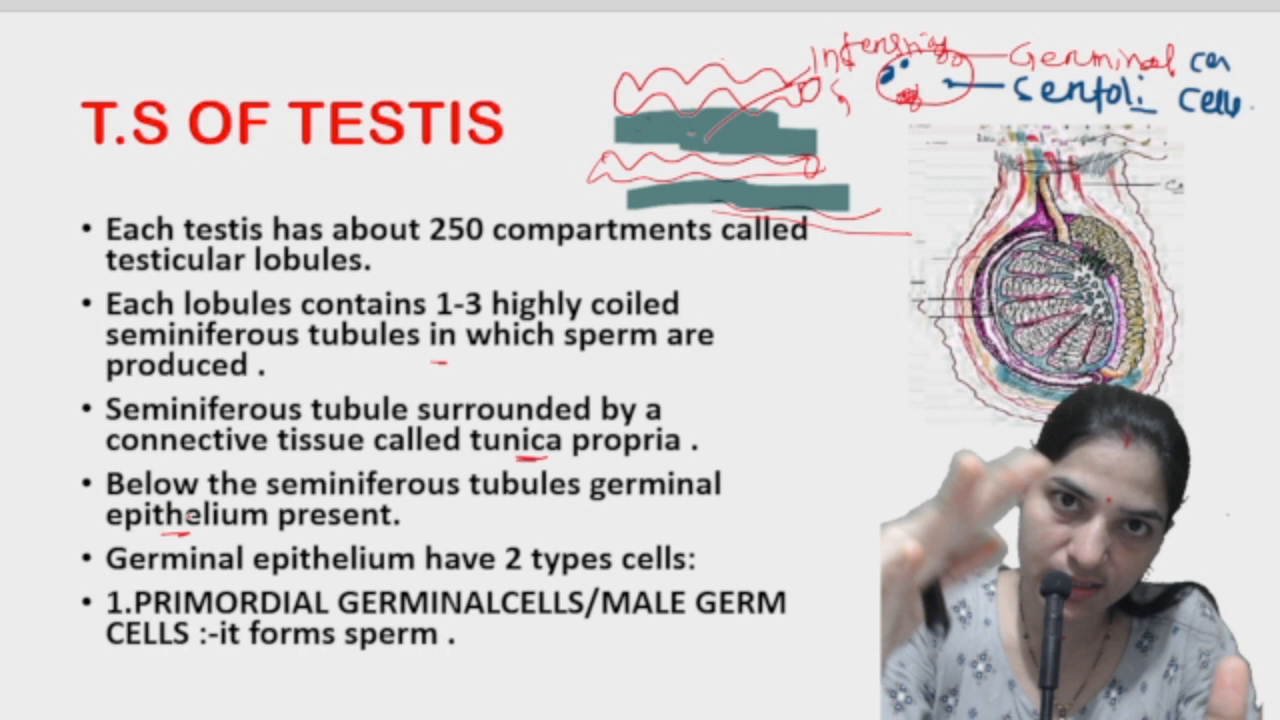 Germinal
Sertoli Cells
T.S OF TESTIS
• Each testis has about 250 compartments called
testicular lobules.
• Each lobules contains 1-3 highly coiled
seminiferous tubules in which sperm are
produced .
• Seminiferous tubule surrounded by a
connective tissue called tunica propria .
• Below the seminiferous tubules germinal
epithelium present.
• Germinal epithelium have 2 types cells:
• 1.PRIMORDIAL GERMINALCELLS/MALE GERM
CELLS :-it forms sperm .